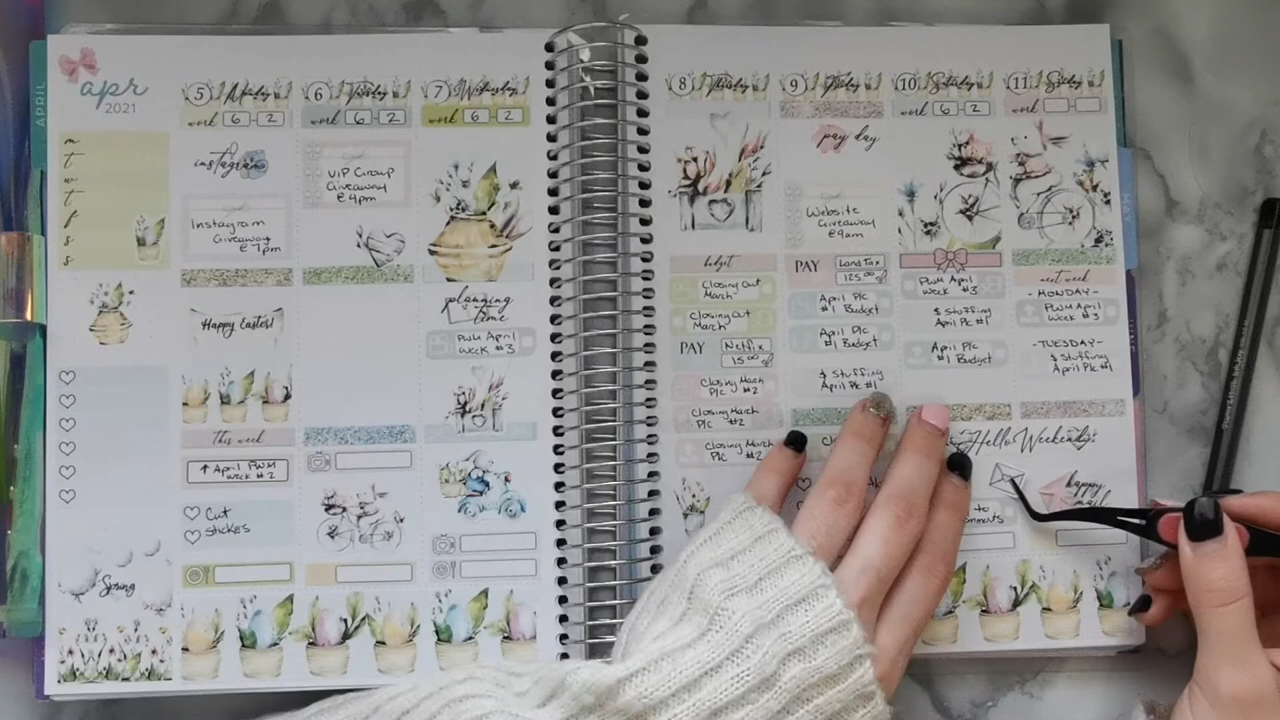 APRIL
apr
2021
m
t
w
t
f
s
s
Spring
5 Monday
work 6 - 2
instagram
Instagram
Giveaway
@ 7pm
Happy Easter!
This week
↑ April PWM
Week #2
Cut
stickes
6 Tuesday
work 6 - 2
VIP Group
Giveaway
@ 4pm
7 Wednesday
work 6 - 2
planning
time
PWM April
Week #3
8 Thursday
budget
Closing Out
March
Closing Out
March
PAY Netflix
15.00
Closing March
P/C #2
Closing March
P/C #2
Closing March
P/C #2
9 Friday
pay day
Website
Giveaway
@ 9am
PAY Land Tax
125.00
April P/c
#1 Budget
April P/c
#1 Budget
$ Stuffing
April P/c #1
10 Saturday
work 6 - 2
PWM April
Week #3
$ Stuffing
April P/c #1
April P/c
#1 Budget
Hello Weekend
to
11 Sunday
work -
next week
- MONDAY -
PWM April
Week #3
- TUESDAY -
$ Stuffing
April P/c #1
happy
mail
MAY